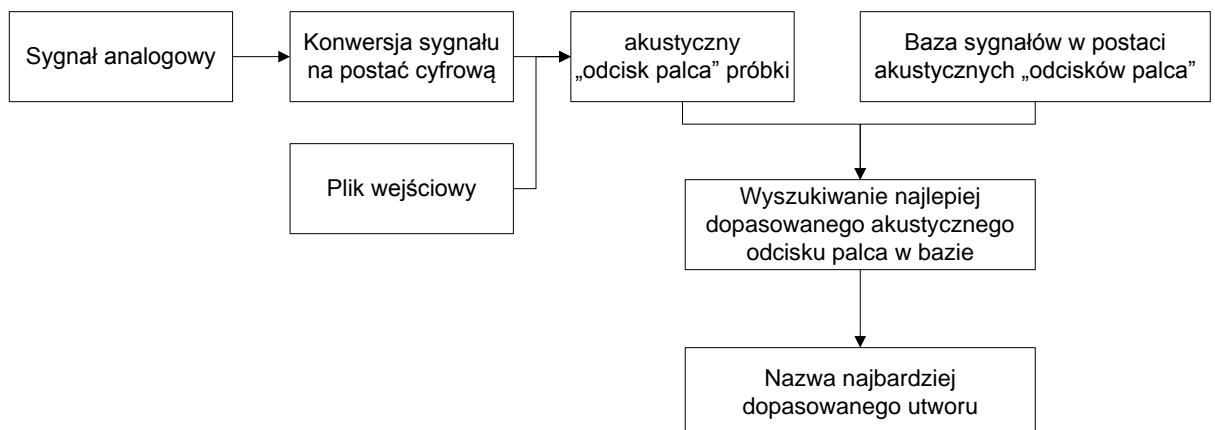 Sygnał analogowy
Konwersja sygnału
na postać cyfrową
akustyczny
„odcisk palca” próbki
Baza sygnałów w postaci
akustycznych „odcisków palca”
Plik wejściowy
Wyszukiwanie najlepiej
dopasowanego akustycznego
odcisku palca w bazie
Nazwa najbardziej
dopasowanego utworu